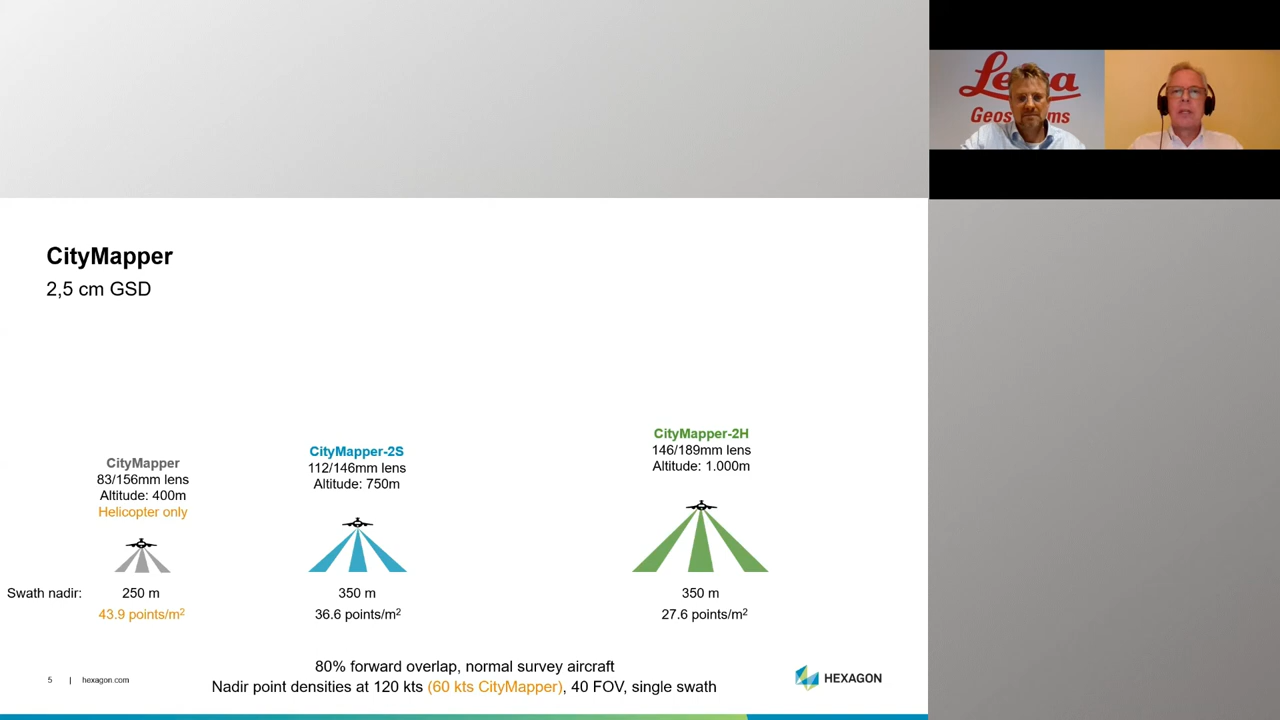 CityMapper
2,5 cm GSD
CityMapper
83/156mm lens
Altitude: 400m
Helicopter only
CityMapper-2S
112/146mm lens
Altitude: 750m
CityMapper-2H
146/189mm lens
Altitude: 1.000m
Swath nadir: 250 m 350 m 350 m
43.9 points/m² 36.6 points/m² 27.6 points/m²
80% forward overlap, normal survey aircraft
Nadir point densities at 120 kts (60 kts CityMapper), 40 FOV, single swath
5 | hexagon.com
HEXAGON